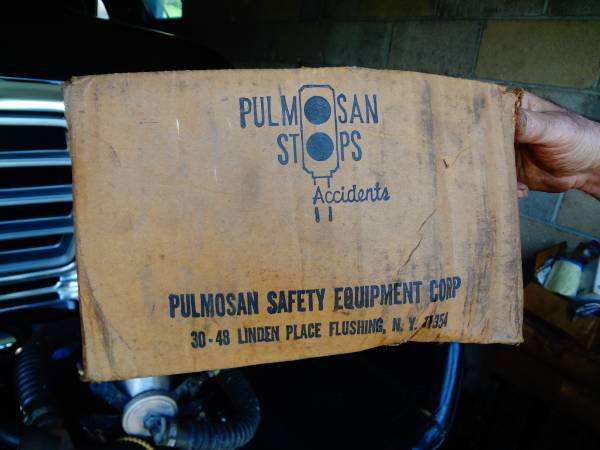 PULMOSAN
STOPS
Accidents
PULMOSAN SAFETY EQUIPMENT CORP
30-48 LINDEN PLACE FLUSHING, N. Y. 11354